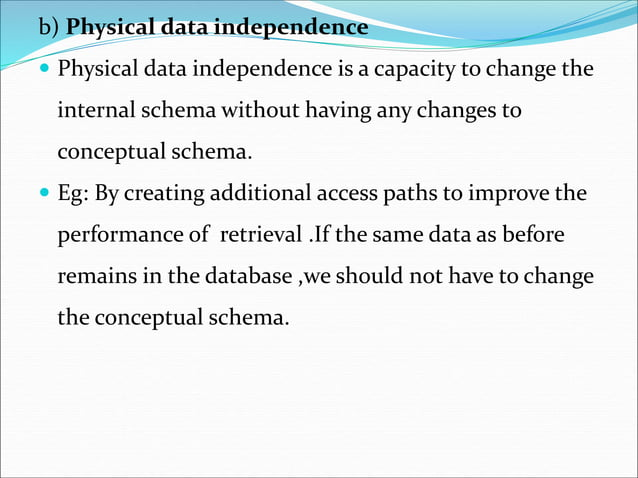 b) Physical data independence
Physical data independence is a capacity to change the
internal schema without having any changes to
conceptual schema.
Eg: By creating additional access paths to improve the
performance of retrieval .If the same data as before
remains in the database ,we should not have to change
the conceptual schema.